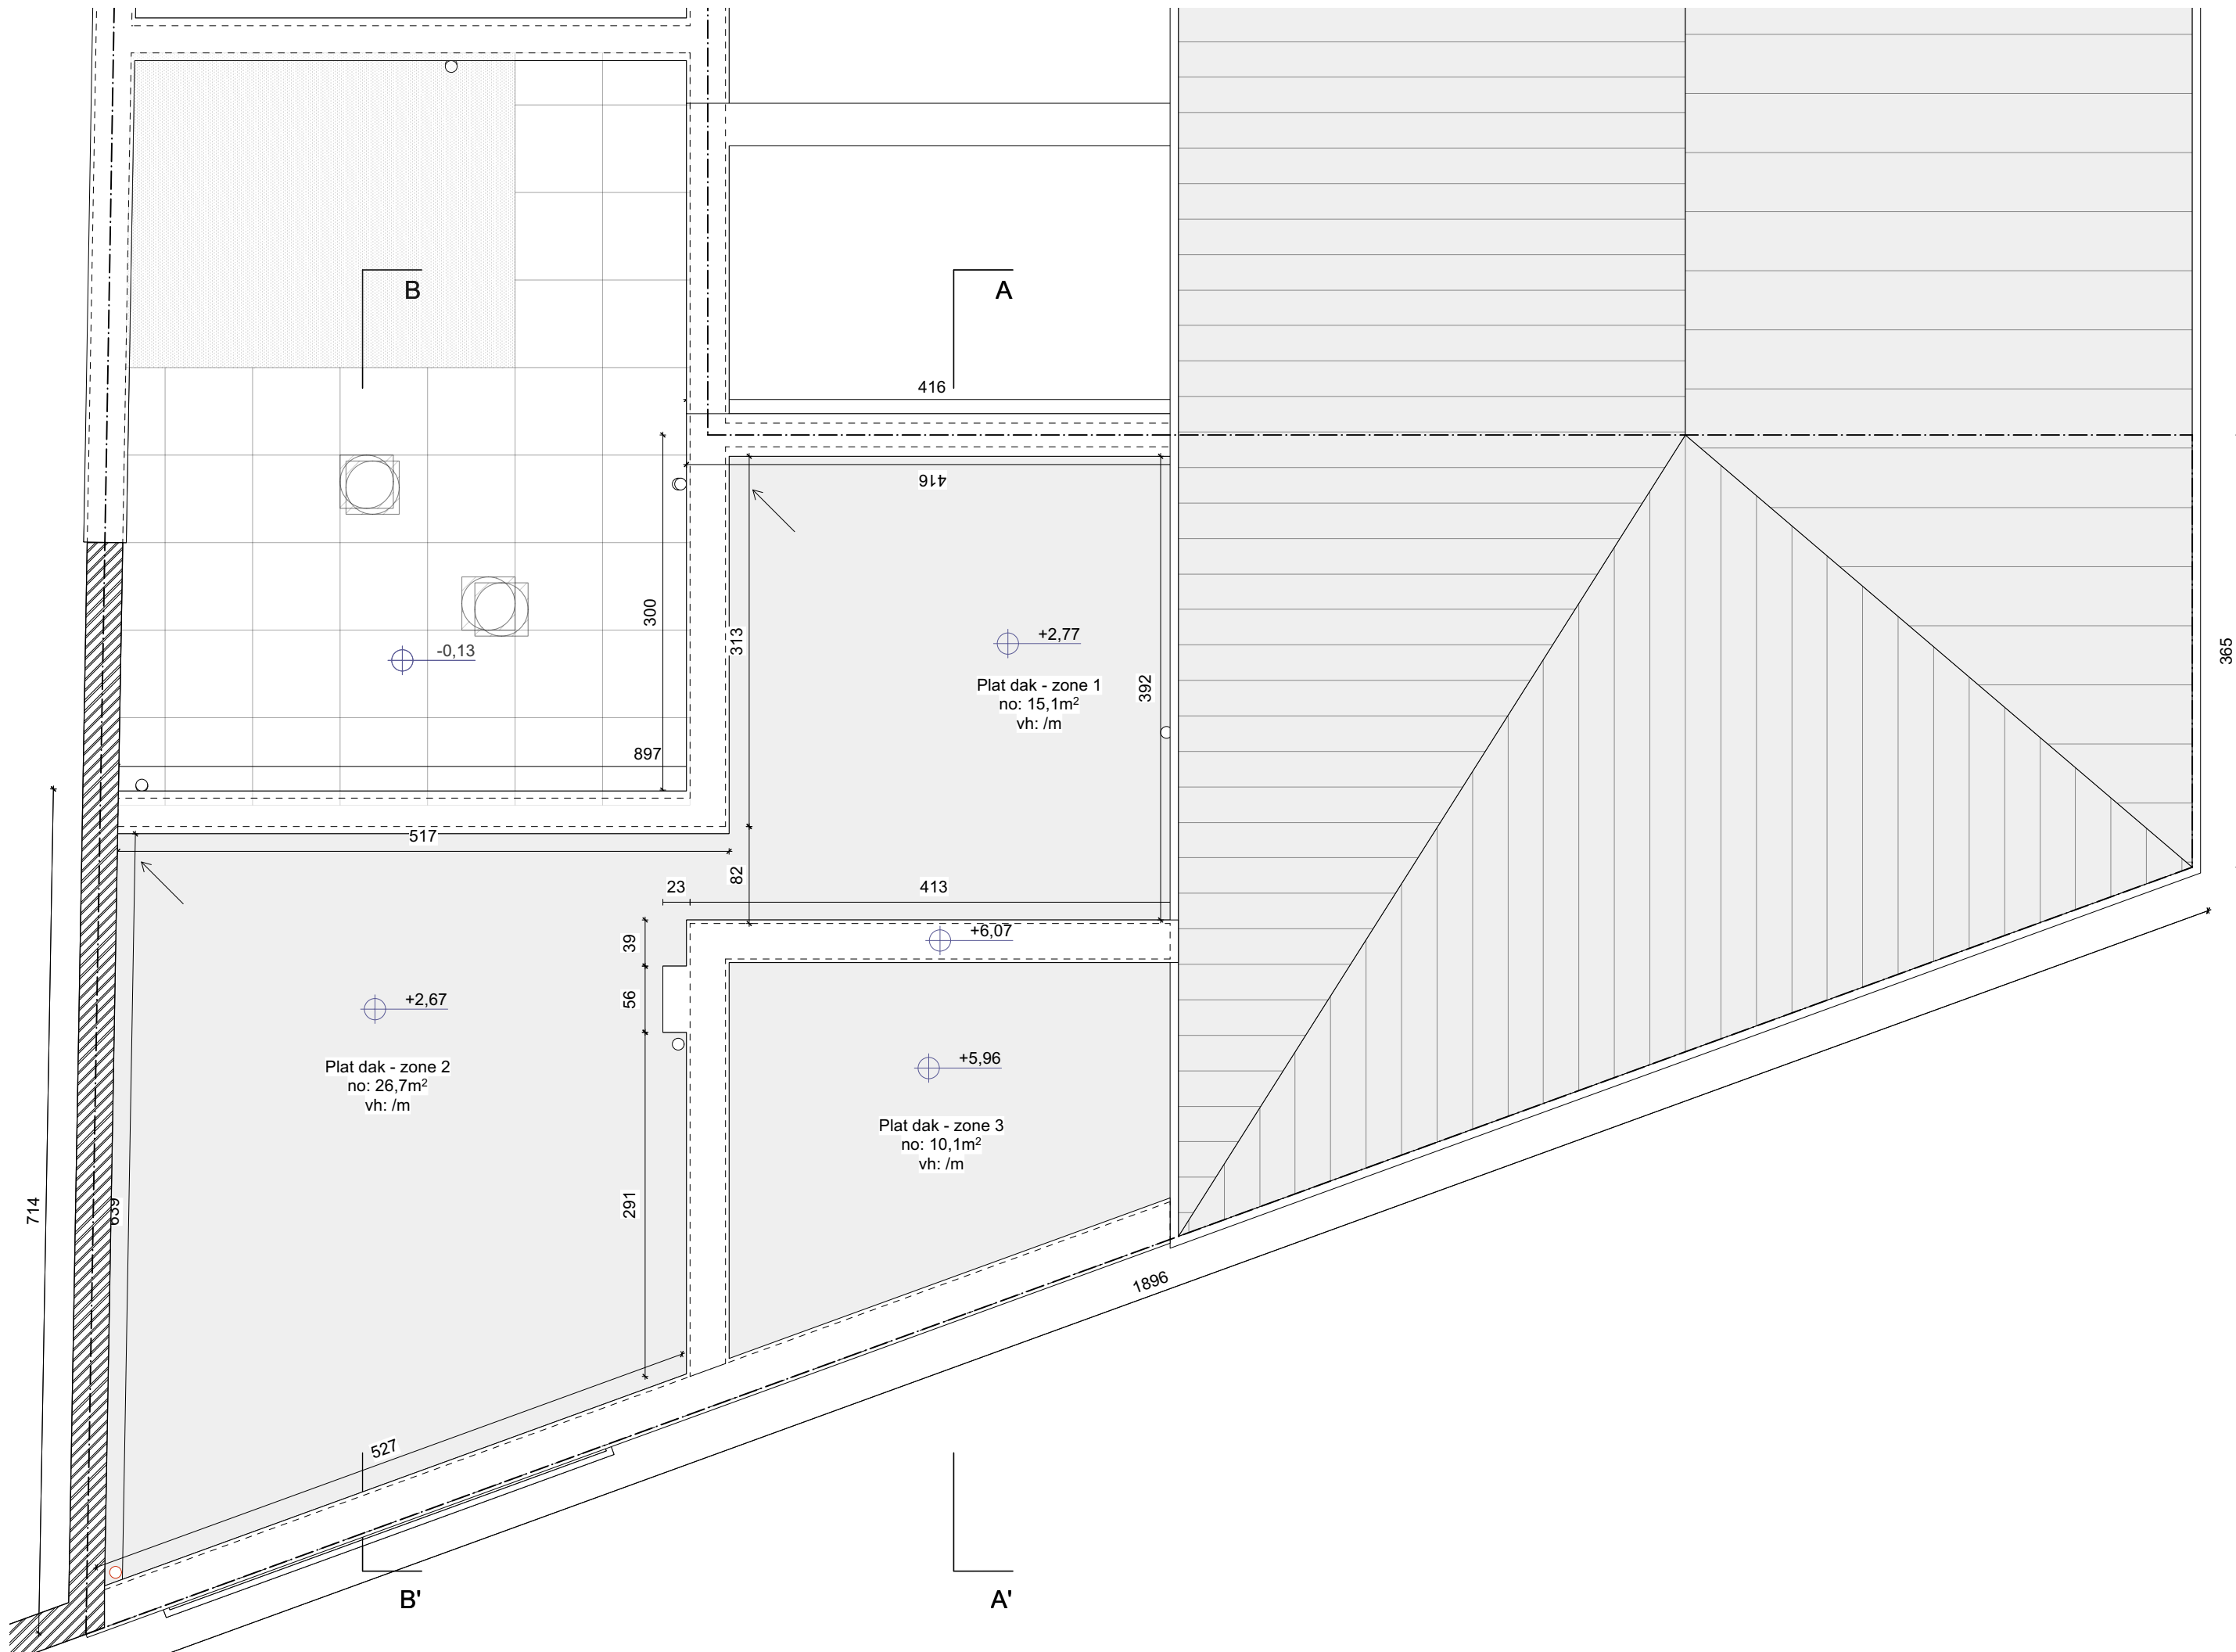 B
A
416
416
300
313
+2,77
365
-0,13
Plat dak - zone 1
no: 15,1m²
vh: /m
392
897
517
82
23
413
39
+6,07
+2,67
56
+5,96
Plat dak - zone 2
no: 26,7m²
vh: /m
Plat dak - zone 3
no: 10,1m²
vh: /m
714
639
291
1896
527
B'
A'